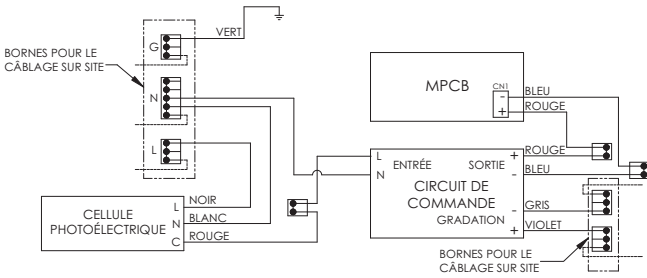 VERT
G
BORNES POUR LE
CÂBLAGE SUR SITE
N
L
MPCB
CN1
-
+
BLEU
ROUGE
L
N
ENTRÉE
SORTIE
+
-
ROUGE
BLEU
CIRCUIT DE
COMMANDE
GRADATION
-
+
GRIS
VIOLET
CELLULE
PHOTOÉLECTRIQUE
L
N
C
NOIR
BLANC
ROUGE
BORNES POUR LE
CÂBLAGE SUR SITE